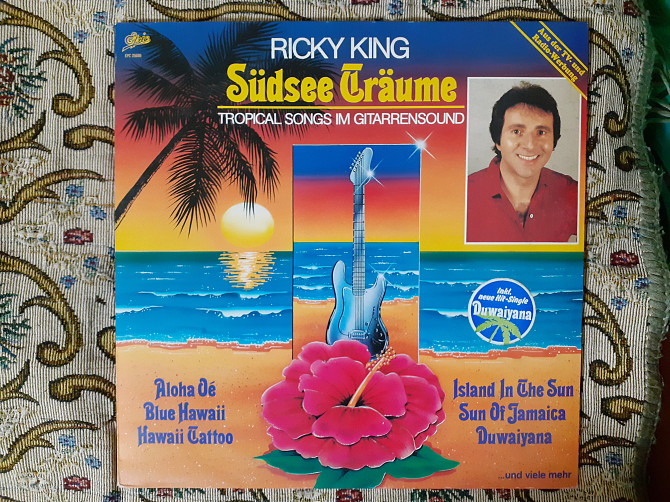 Epic
RICKY KING
Südsee Träume
TROPICAL SONGS IM GITARRENSOUND
Aus der TV- und
Radio-Werbung
Inkl.
neue Hit-Single
Duwaiyana
Aloha Oé
Blue Hawaii
Hawaii Tattoo
Island In The Sun
Sun Of Jamaica
Duwaiyana
...und viele mehr